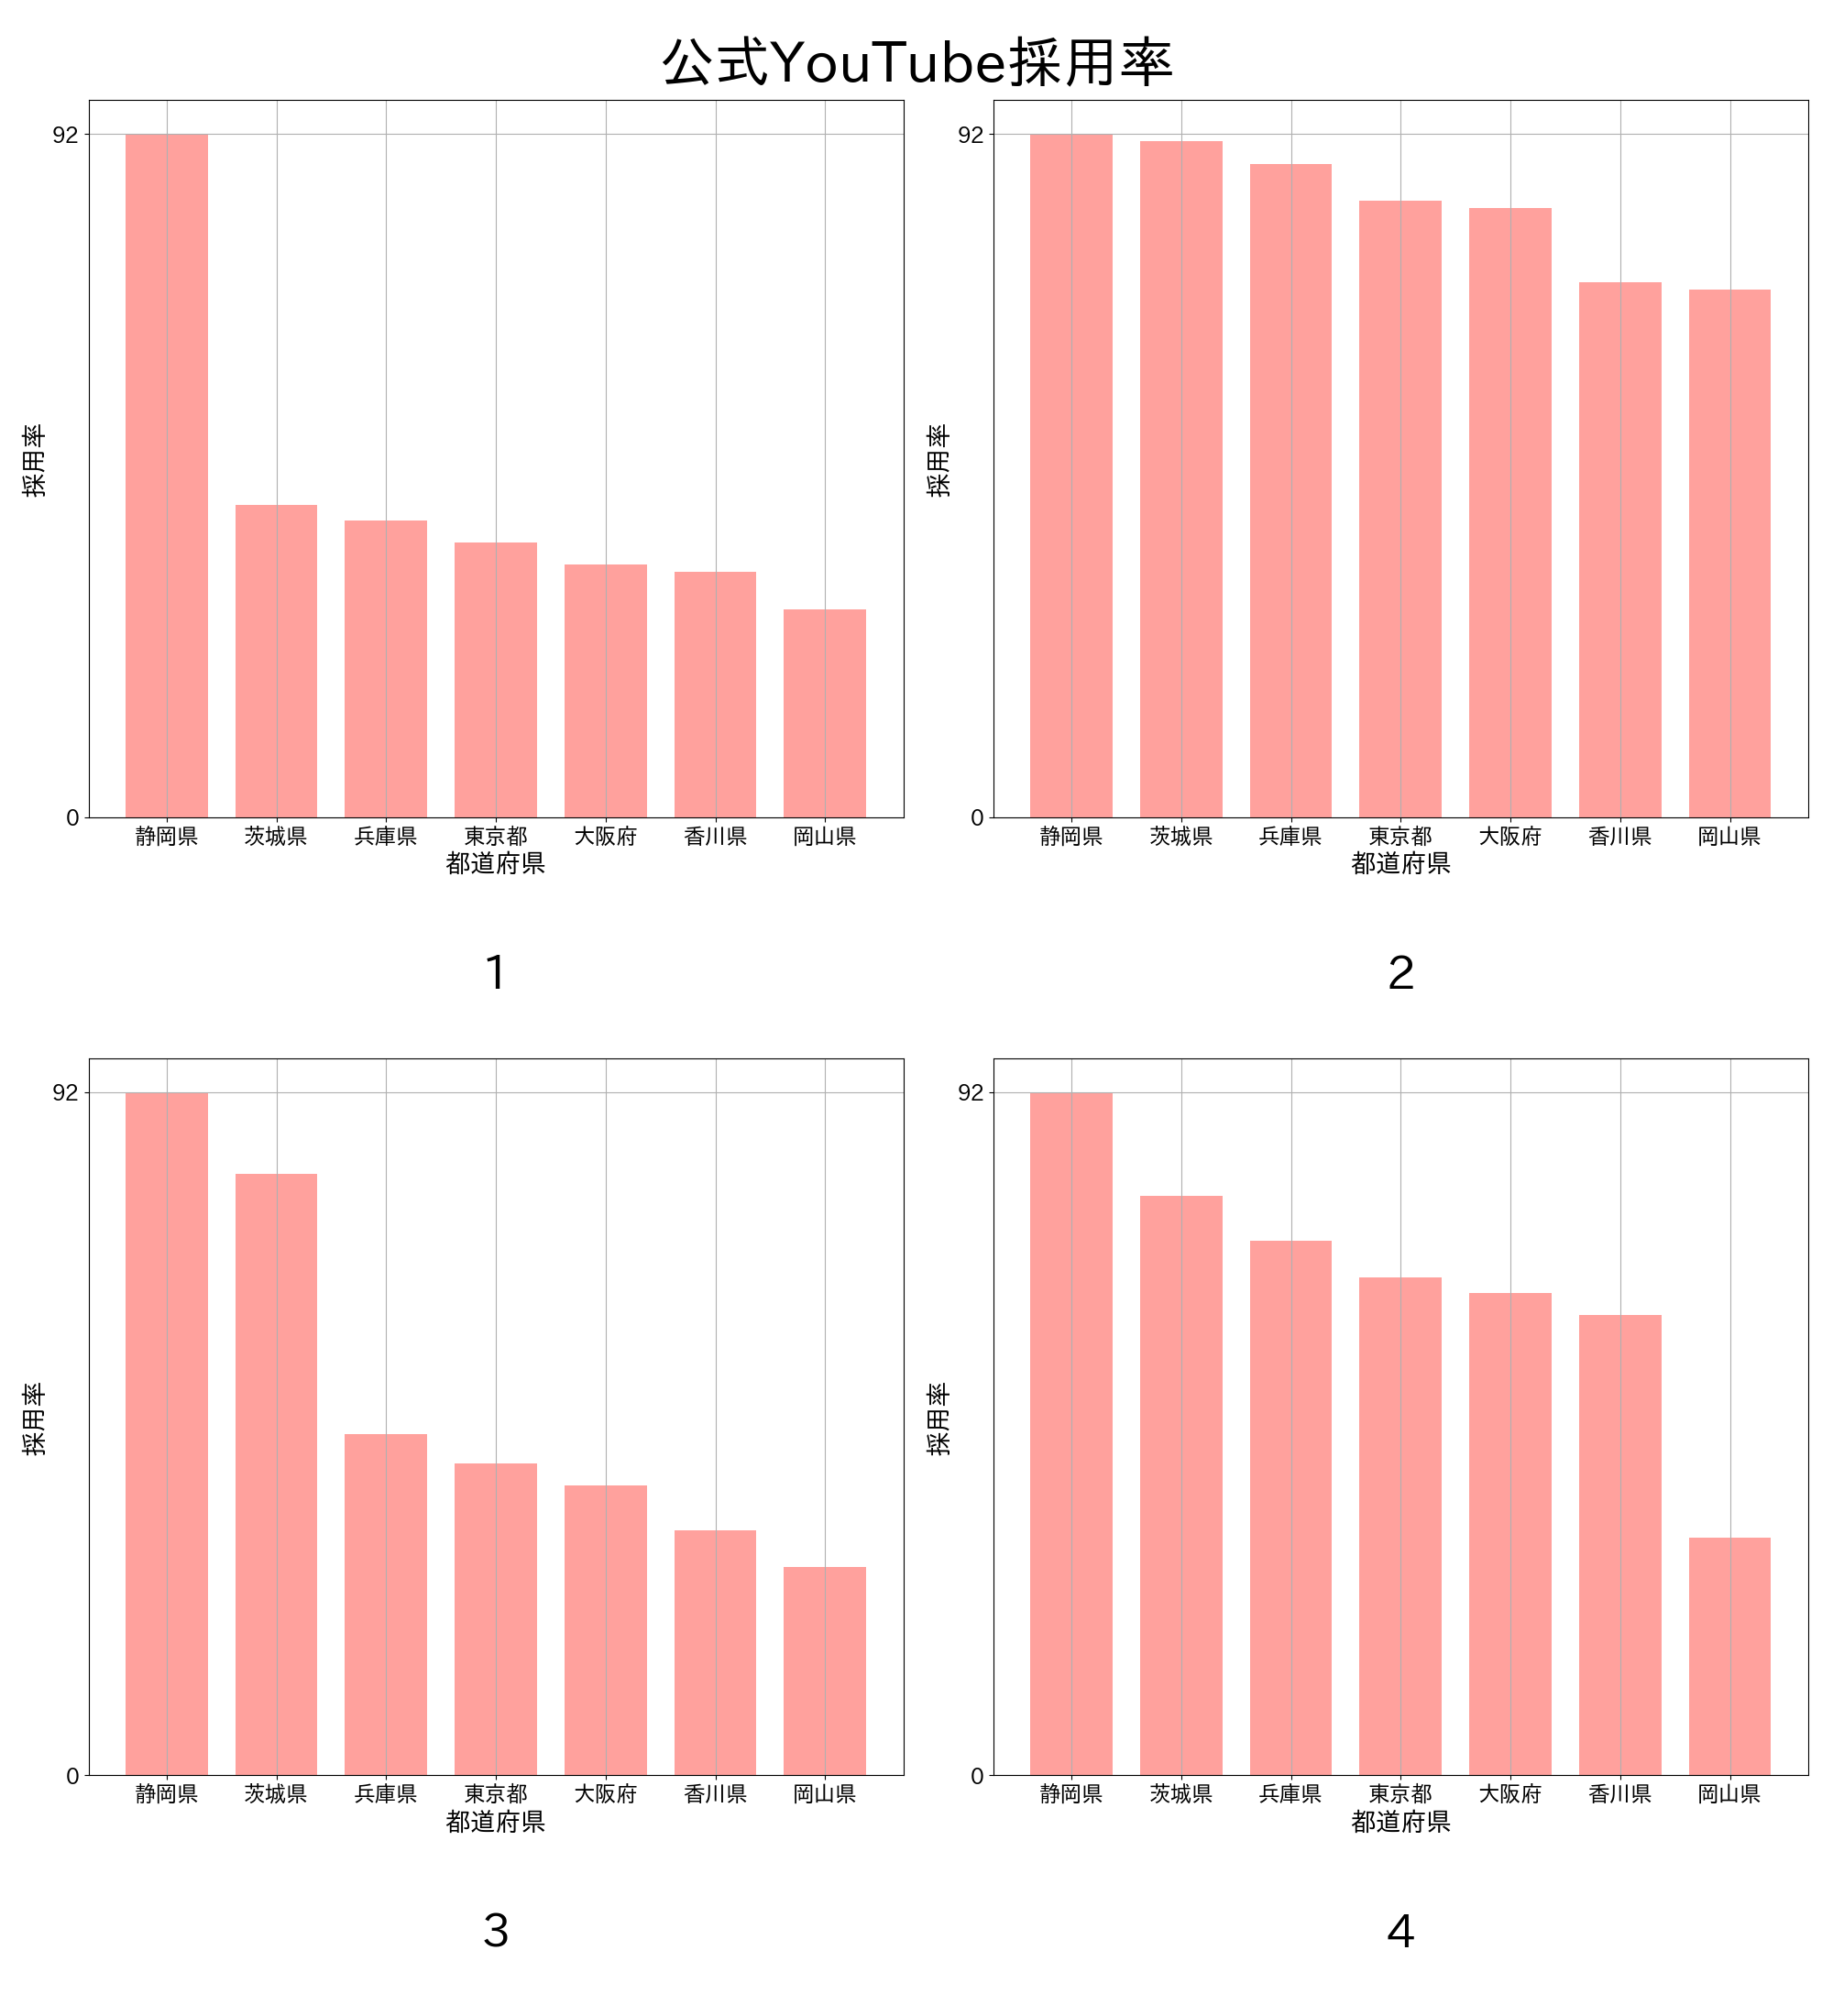 公式YouTube採用率
92
0
採用率
静岡県 茨城県 兵庫県 東京都 大阪府 香川県 岡山県
都道府県
1
92
0
採用率
静岡県 茨城県 兵庫県 東京都 大阪府 香川県 岡山県
都道府県
2
92
0
採用率
静岡県 茨城県 兵庫県 東京都 大阪府 香川県 岡山県
都道府県
3
92
0
採用率
静岡県 茨城県 兵庫県 東京都 大阪府 香川県 岡山県
都道府県
4